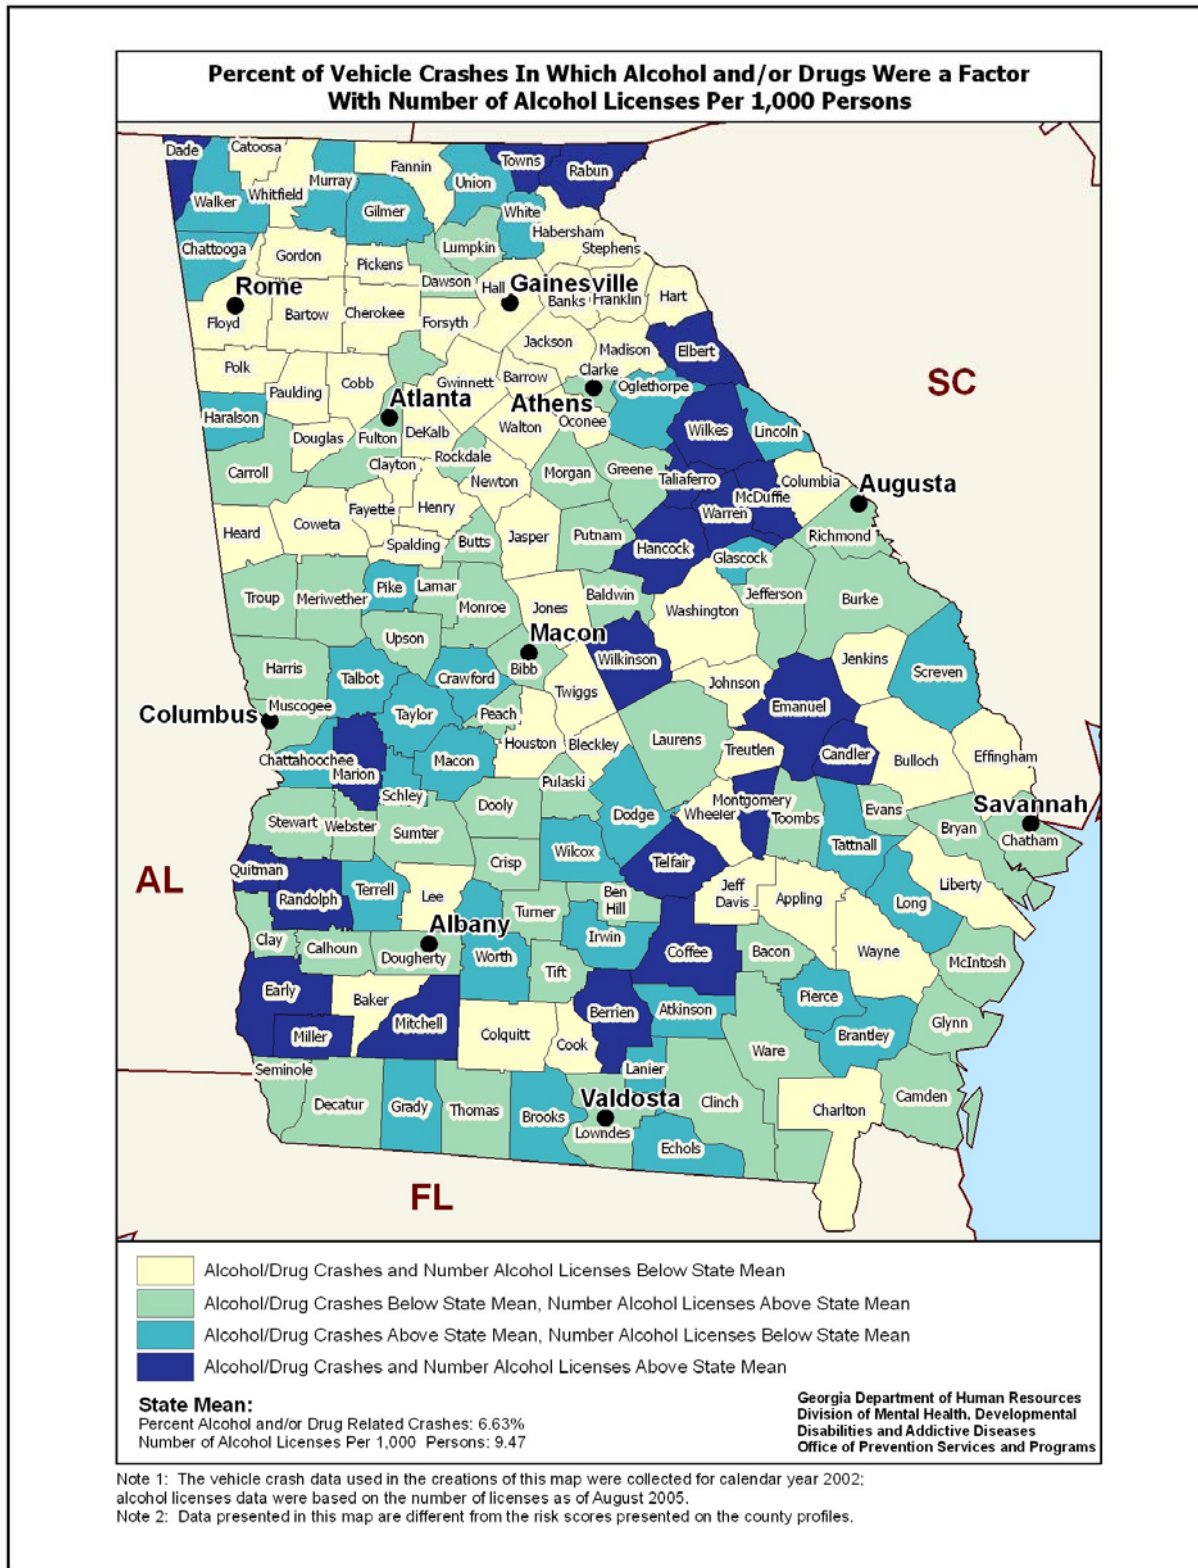 Percent of Vehicle Crashes In Which Alcohol and/or Drugs Were a Factor
With Number of Alcohol Licenses Per 1,000 Persons
Dade
Catoosa
Whitfield
Walker
Murray
Fannin
Gilmer
Union
Towns
Rabun
White
Habersham
Stephens
Chattooga
Gordon
Pickens
Lumpkin
Dawson
Rome
Floyd
Bartow
Cherokee
Forsyth
Hall
Gainesville
Banks
Franklin
Hart
Jackson
Madison
Elbert
Polk
Paulding
Cobb
Gwinnett
Barrow
Clarke
Oglethorpe
SC
Haralson
Atlanta
Athens
Douglas
Fulton
DeKalb
Walton
Oconee
Wilkes
Lincoln
Carroll
Clayton
Rockdale
Newton
Morgan
Greene
Taliaferro
McDuffie
Columbia
Augusta
Warren
Richmond
Heard
Coweta
Fayette
Henry
Spalding
Butts
Jasper
Putnam
Hancock
Glascock
Troup
Meriwether
Pike
Lamar
Monroe
Jones
Baldwin
Washington
Jefferson
Burke
Upson
Macon
Bibb
Wilkinson
Jenkins
Screven
Harris
Talbot
Crawford
Twiggs
Johnson
Emanuel
Columbus
Muscogee
Taylor
Peach
Houston
Bleckley
Laurens
Treutlen
Candler
Bulloch
Effingham
Chattahoochee
Marion
Macon
Schley
Pulaski
Dooly
Dodge
Montgomery
Wheeler
Toombs
Evans
Savannah
Bryan
Chatham
Stewart
Webster
Sumter
Crisp
Wilcox
Telfair
Tattnall
Liberty
AL
Quitman
Randolph
Terrell
Lee
Turner
Ben
Hill
Jeff
Davis
Appling
Long
Clay
Calhoun
Albany
Dougherty
Worth
Tift
Irwin
Coffee
Bacon
Wayne
McIntosh
Early
Baker
Miller
Mitchell
Colquitt
Cook
Berrien
Atkinson
Pierce
Brantley
Glynn
Seminole
Decatur
Grady
Thomas
Brooks
Lanier
Valdosta
Lowndes
Echols
Clinch
Ware
Charlton
Camden
FL
Alcohol/Drug Crashes and Number Alcohol Licenses Below State Mean
Alcohol/Drug Crashes Below State Mean, Number Alcohol Licenses Above State Mean
Alcohol/Drug Crashes Above State Mean, Number Alcohol Licenses Below State Mean
Alcohol/Drug Crashes and Number Alcohol Licenses Above State Mean
State Mean:
Percent Alcohol and/or Drug Related Crashes: 6.63%
Number of Alcohol Licenses Per 1,000 Persons: 9.47
Georgia Department of Human Resources
Division of Mental Health, Developmental
Disabilities and Addictive Diseases
Office of Prevention Services and Programs
Note 1: The vehicle crash data used in the creations of this map were collected for calendar year 2002;
alcohol licenses data were based on the number of licenses as of August 2005.
Note 2: Data presented in this map are different from the risk scores presented on the county profiles.